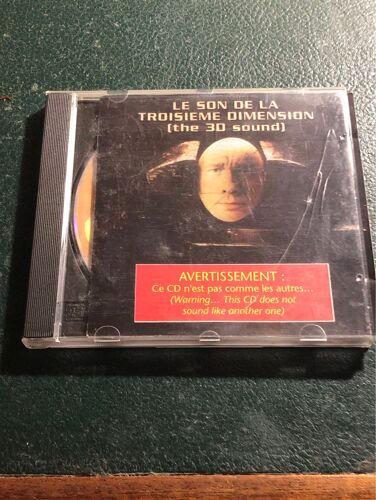 LE SON DE LA
TROISIEME DIMENSION
(the 3D sound)
AVERTISSEMENT :
Ce CD n'est pas comme les autres...
(Warning... This CD does not
sound like another one)